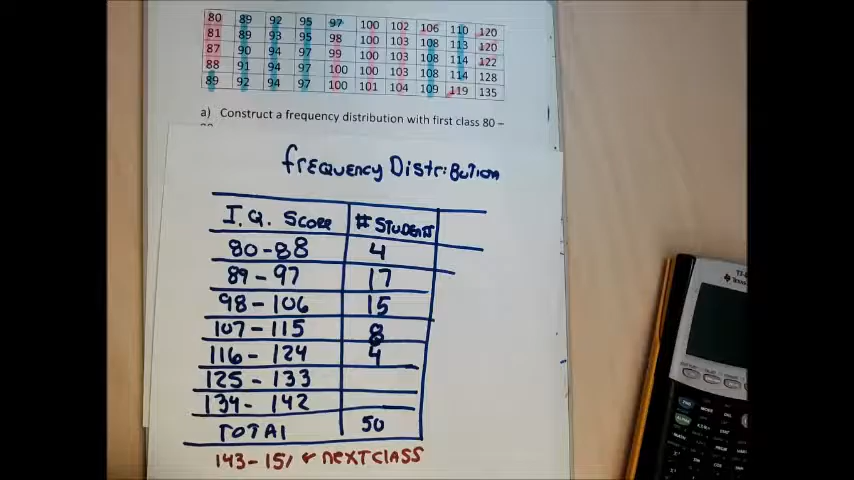 80 89 92 95 97 100 102 106 110 120
81 89 93 95 98 100 103 108 113 120
87 90 94 97 99 100 103 108 114 122
88 91 94 97 100 100 103 108 114 128
89 92 94 97 100 101 104 109 119 135
a) Construct a frequency distribution with first class 80 –
frequency Distribution
I.Q. Score # Student
80-88 4
89-97 17
98-106 15
107-115 8
116-124 4
125-133
134-142
TOTAl 50
143-151 nextCLASS